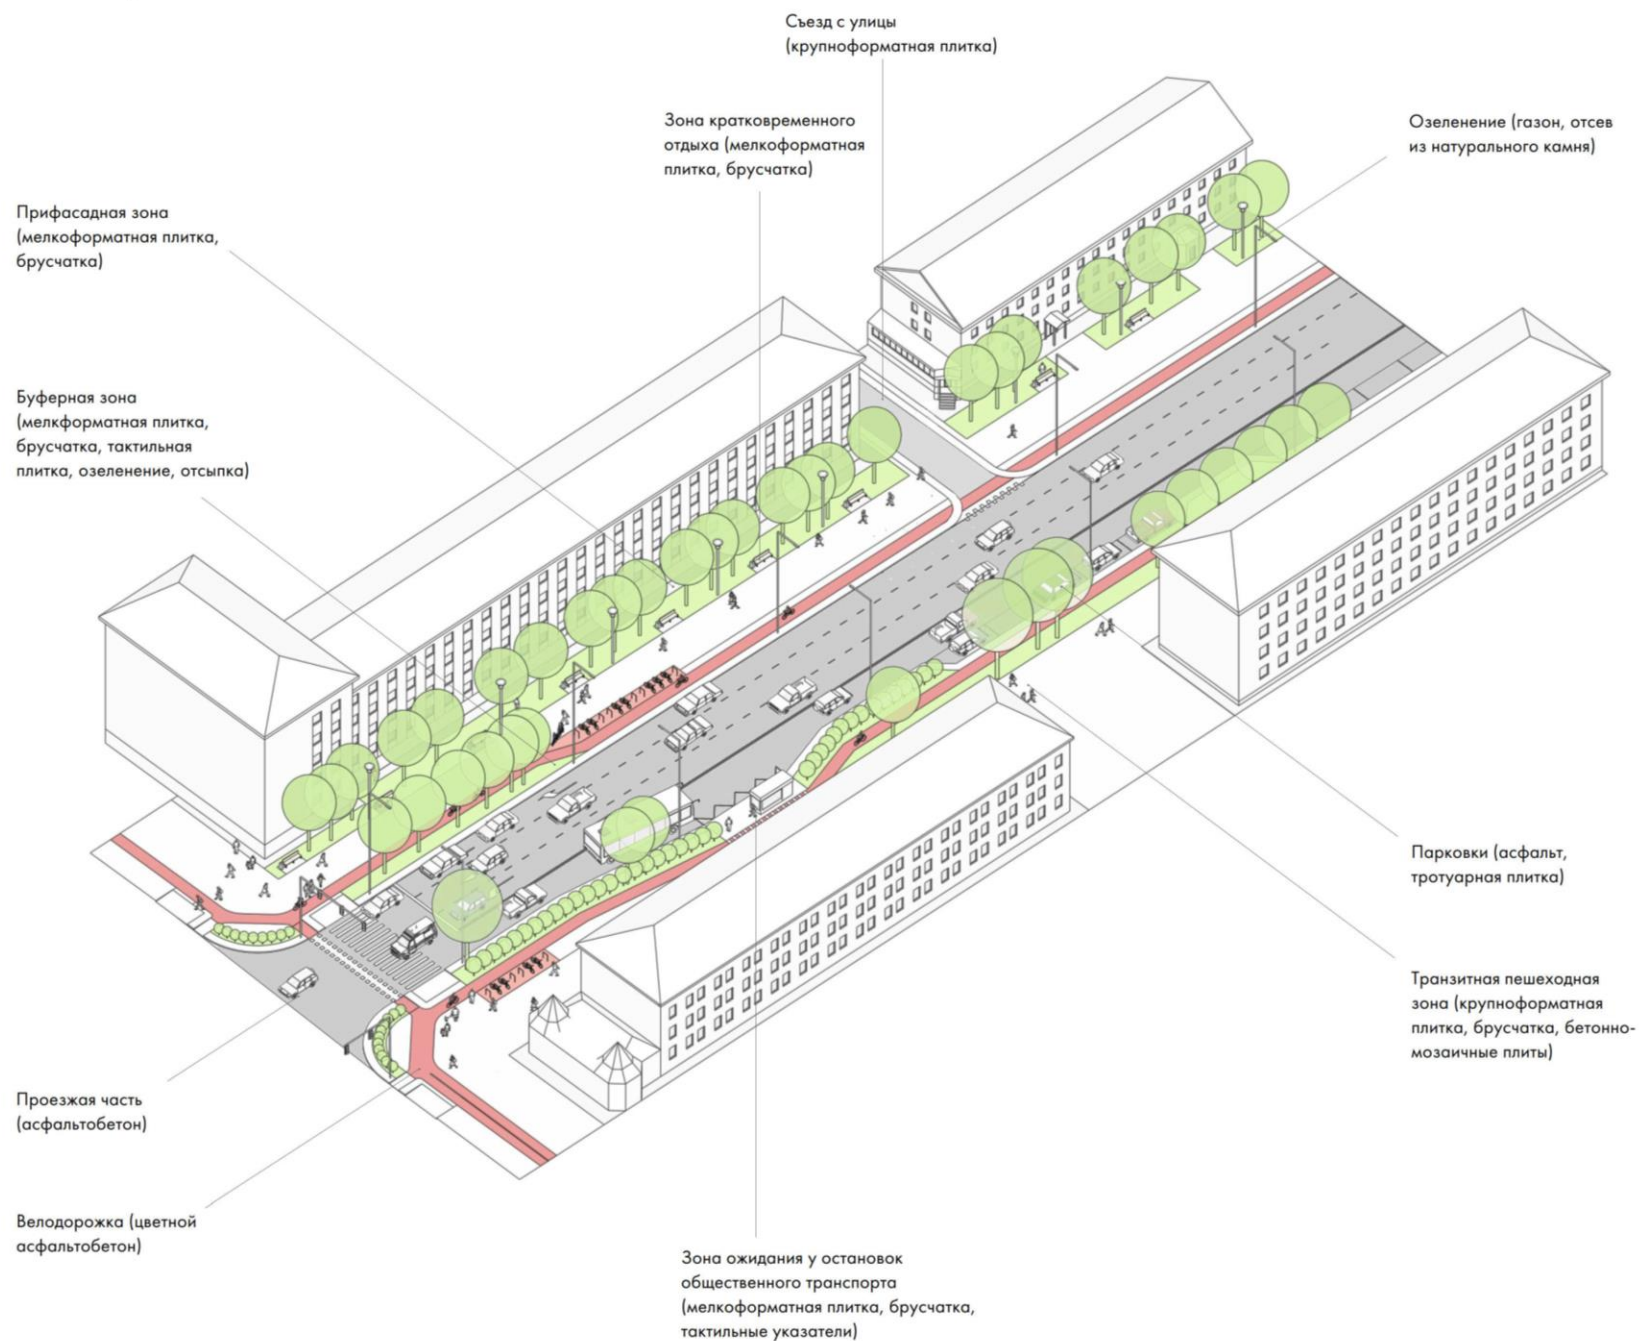 Съезд с улицы
(крупноформатная плитка)
Зона кратковременного
отдыха (мелкоформатная
плитка, брусчатка)
Озеленение (газон, отсев
из натурального камня)
Прифасадная зона
(мелкоформатная плитка,
брусчатка)
Буферная зона
(мелкформатная плитка,
брусчатка, тактильная
плитка, озеленение, отсыпка)
Парковки (асфальт,
тротуарная плитка)
Транзитная пешеходная
зона (крупноформатная
плитка, брусчатка, бетонно-
мозаичные плиты)
Проезжая часть
(асфальтобетон)
Велодорожка (цветной
асфальтобетон)
Зона ожидания у остановок
общественного транспорта
(мелкоформатная плитка, брусчатка,
тактильные указатели)